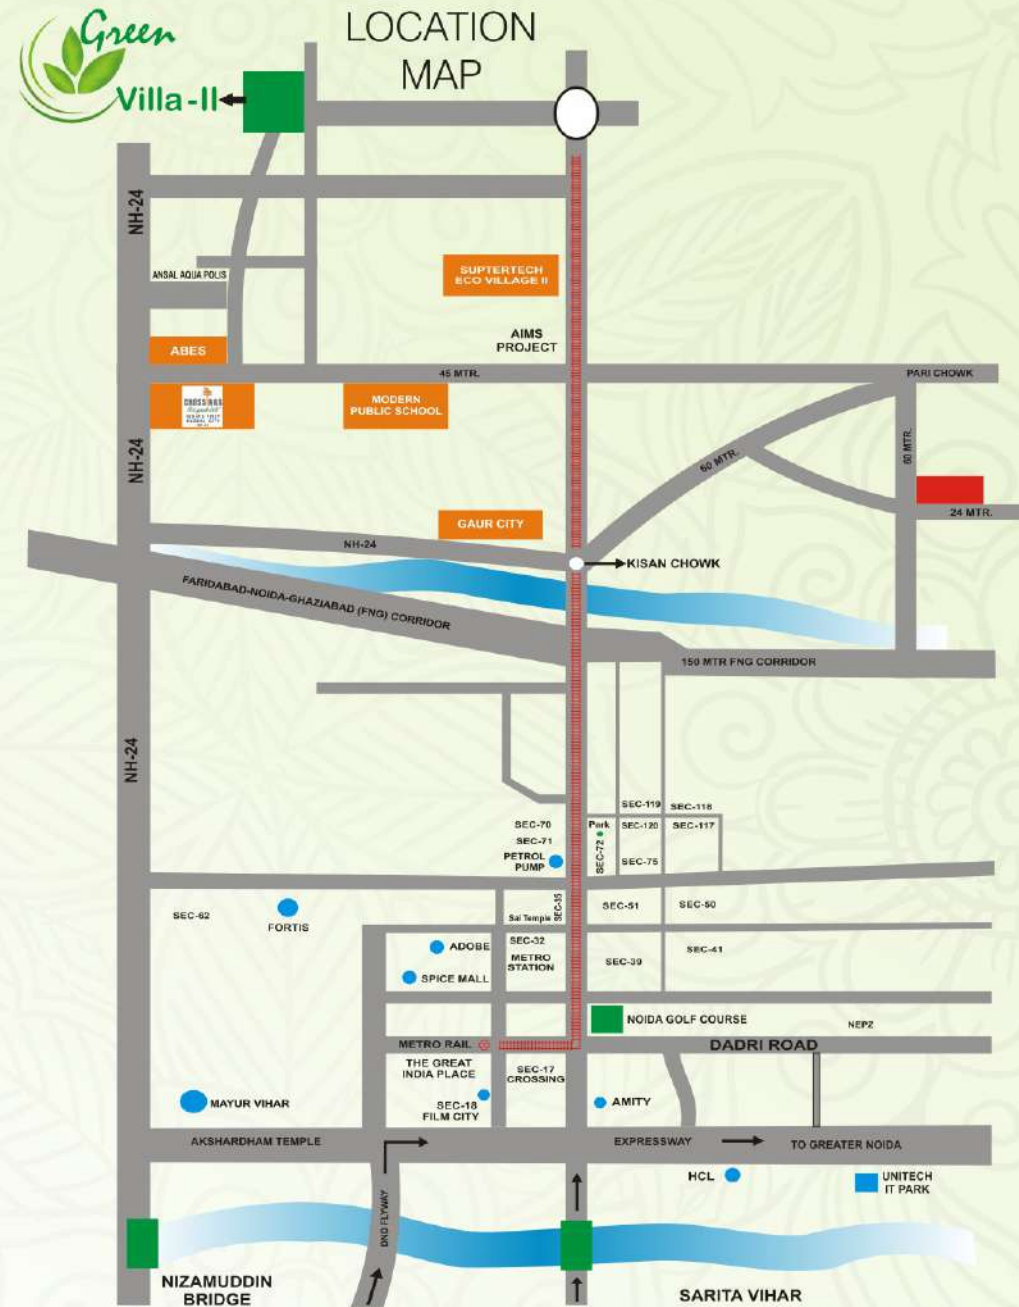 Green
Villa-II
LOCATION
MAP
NH-24
ANSAL AQUA POLIS
SUPTERTECH
ECO VILLAGE II
AIMS
PROJECT
ABES
45 MTR.
PARI CHOWK
CROSSINGS
MODERN
PUBLIC SCHOOL
NH-24
60 MTR.
60 MTR.
24 MTR.
GAUR CITY
NH-24
KISAN CHOWK
FARIDABAD-NOIDA-GHAZIABAD (FNG) CORRIDOR
150 MTR FNG CORRIDOR
NH-24
SEC-119
SEC-118
SEC-70
Park
SEC-120
SEC-117
SEC-71
SEC-72
PETROL
PUMP
SEC-75
SEC-62
FORTIS
Sai Temple
SEC-35
SEC-51
SEC-50
ADOBE
SEC-32
METRO
STATION
SEC-39
SEC-41
SPICE MALL
NOIDA GOLF COURSE
NEPZ
METRO RAIL
DADRI ROAD
THE GREAT
INDIA PLACE
SEC-17
CROSSING
MAYUR VIHAR
SEC-18
FILM CITY
AMITY
AKSHARDHAM TEMPLE
EXPRESSWAY
TO GREATER NOIDA
HCL
UNITECH
IT PARK
DND FLYWAY
NIZAMUDDIN
BRIDGE
SARITA VIHAR